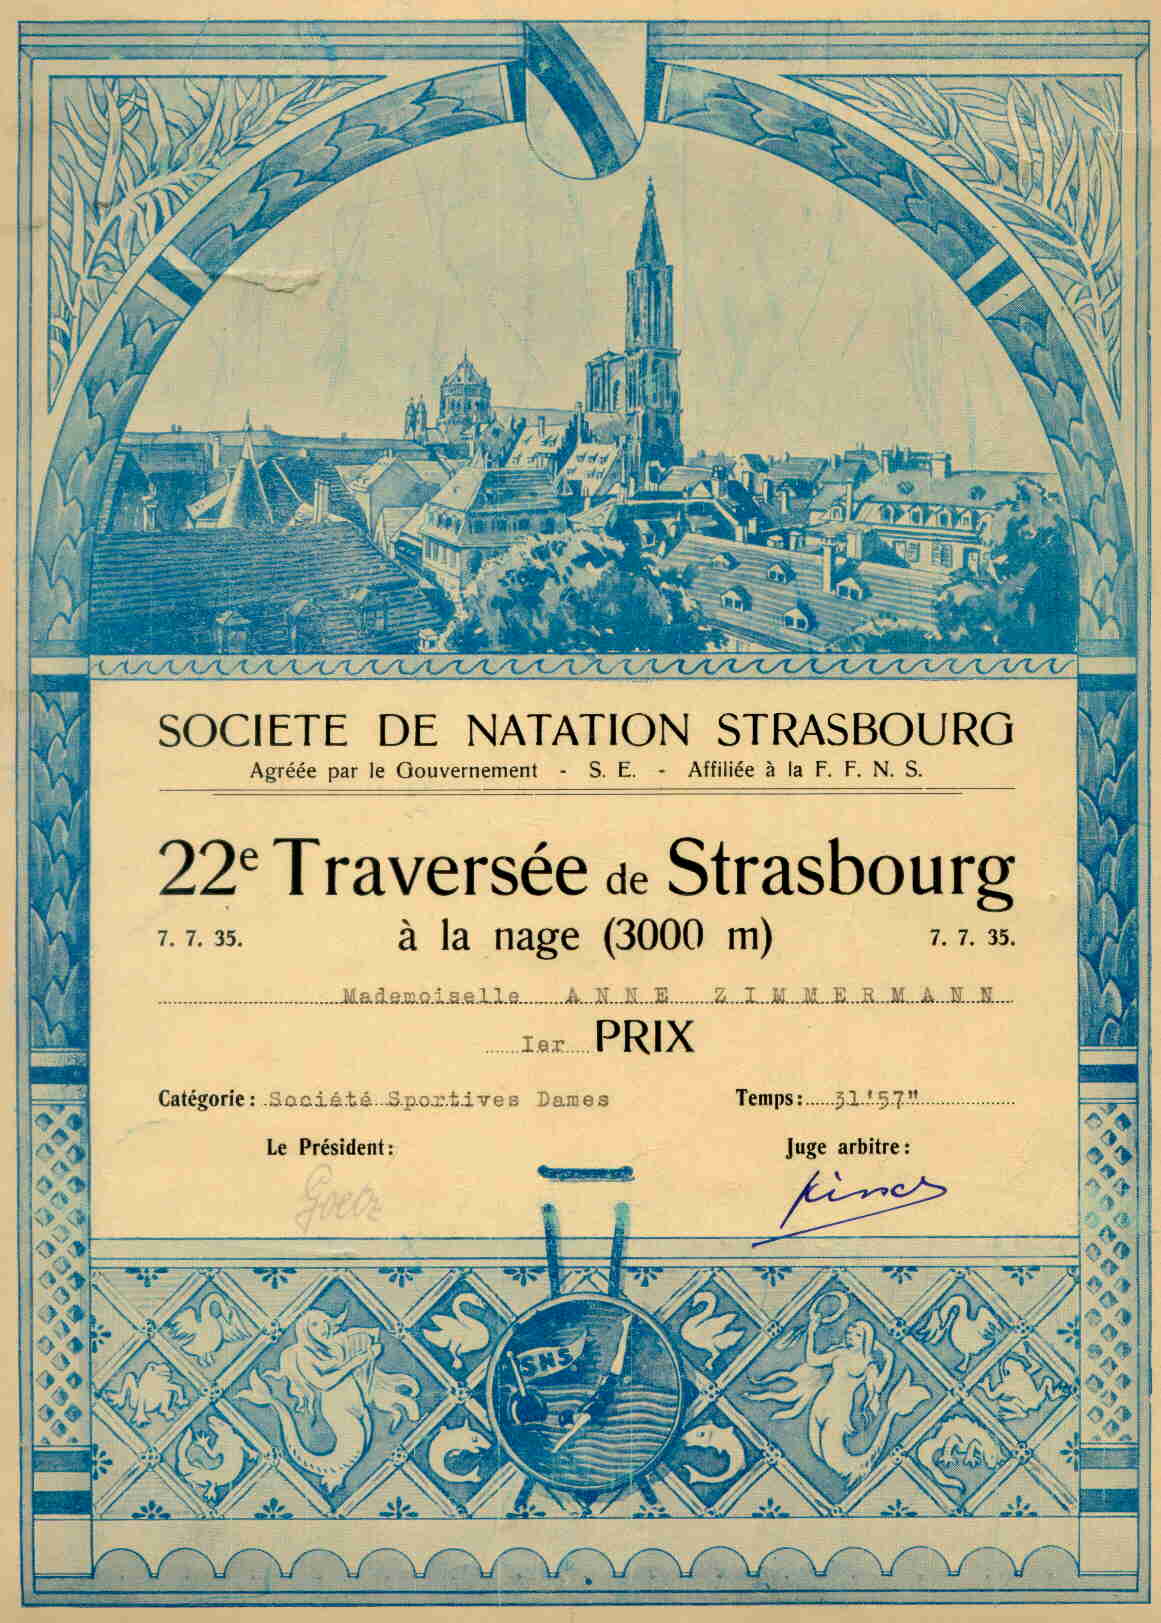 SOCIETE DE NATATION STRASBOURG
Agréée par le Gouvernement - S. E. - Affiliée à la F. F. N. S.
22e Traversée de Strasbourg
7. 7. 35. à la nage (3000 m) 7. 7. 35.
Mademoiselle ANNE ZIMMERMANN
Ier PRIX
Catégorie: Société Sportives Dames Temps: 31'57"
Le Président: Juge arbitre:
Goetz
SNS